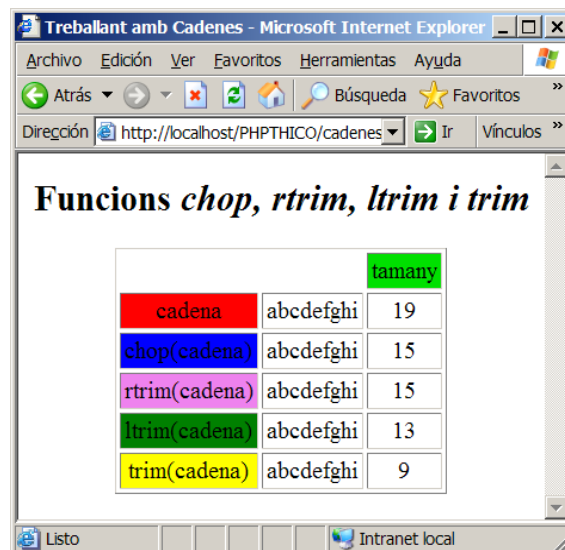 Treballant amb Cadenes - Microsoft Internet Explorer
Archivo Edición Ver Favoritos Herramientas Ayuda
Atrás Búsqueda Favoritos »
Dirección http://localhost/PHPTHICO/cadenes Ir Vínculos »
Funcions chop, rtrim, ltrim i trim
tamany
cadena abcdefghi 19
chop(cadena) abcdefghi 15
rtrim(cadena) abcdefghi 15
ltrim(cadena) abcdefghi 13
trim(cadena) abcdefghi 9
Listo Intranet local